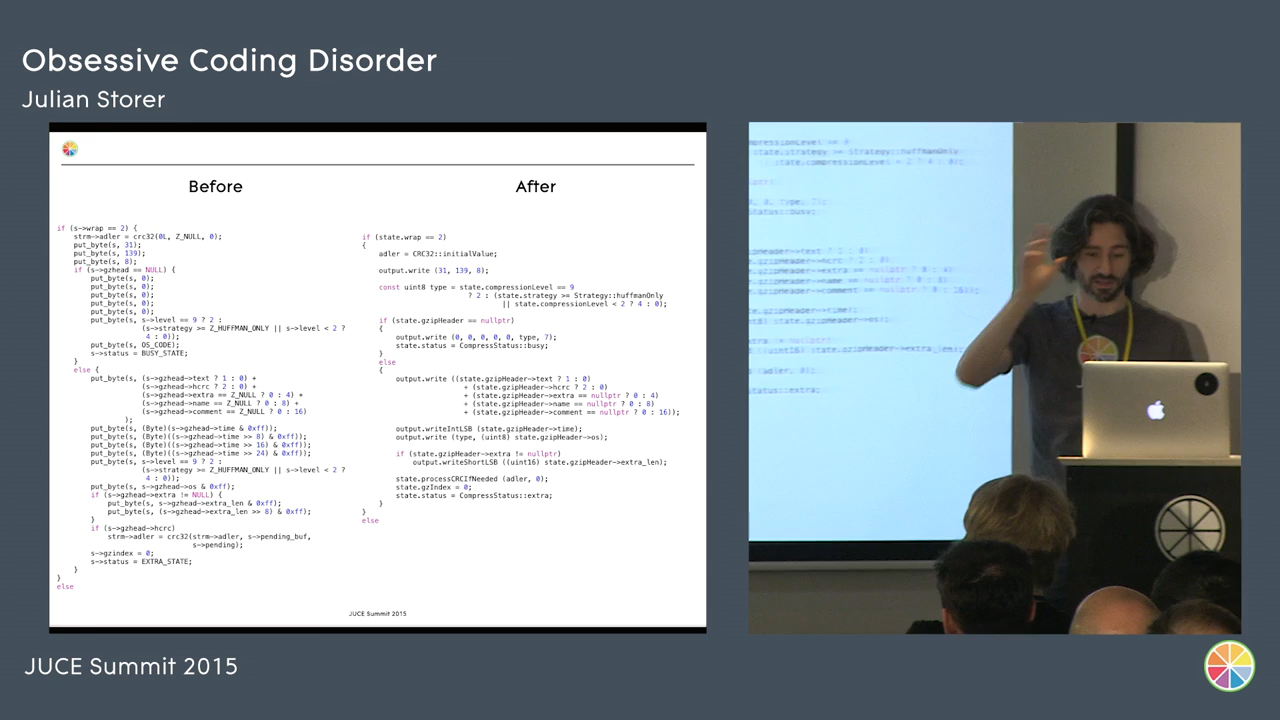 Obsessive Coding Disorder
Julian Storer
Before
if (s->wrap == 2) {
strm->adler = crc32(0L, Z_NULL, 0);
put_byte(s, 31);
put_byte(s, 139);
put_byte(s, 8);
if (s->gzhead == NULL) {
put_byte(s, 0);
put_byte(s, 0);
put_byte(s, 0);
put_byte(s, 0);
put_byte(s, 0);
put_byte(s, s->level == 9 ? 2 :
(s->strategy >= Z_HUFFMAN_ONLY || s->level < 2 ?
4 : 0));
put_byte(s, OS_CODE);
s->status = BUSY_STATE;
}
else {
put_byte(s, (s->gzhead->text ? 1 : 0) +
(s->gzhead->hcrc ? 2 : 0) +
(s->gzhead->extra == Z_NULL ? 0 : 4) +
(s->gzhead->name == Z_NULL ? 0 : 8) +
(s->gzhead->comment == Z_NULL ? 0 : 16)
);
put_byte(s, (Byte)(s->gzhead->time & 0xff));
put_byte(s, (Byte)((s->gzhead->time >> 8) & 0xff));
put_byte(s, (Byte)((s->gzhead->time >> 16) & 0xff));
put_byte(s, (Byte)((s->gzhead->time >> 24) & 0xff));
put_byte(s, s->level == 9 ? 2 :
(s->strategy >= Z_HUFFMAN_ONLY || s->level < 2 ?
4 : 0));
put_byte(s, s->gzhead->os & 0xff);
if (s->gzhead->extra != NULL) {
put_byte(s, s->gzhead->extra_len & 0xff);
put_byte(s, (s->gzhead->extra_len >> 8) & 0xff);
}
if (s->gzhead->hcrc)
strm->adler = crc32(strm->adler, s->pending_buf,
s->pending);
s->gzindex = 0;
s->status = EXTRA_STATE;
}
}
else
After
if (state.wrap == 2)
{
adler = CRC32::initialValue;
output.write (31, 139, 8);
const uint8 type = state.compressionLevel == 9
? 2 : (state.strategy >= Strategy::huffmanOnly
|| state.compressionLevel < 2 ? 4 : 0);
if (state.gzipHeader == nullptr)
{
output.write (0, 0, 0, 0, 0, type, 7);
state.status = CompressStatus::busy;
}
else
{
output.write ((state.gzipHeader->text ? 1 : 0)
+ (state.gzipHeader->hcrc ? 2 : 0)
+ (state.gzipHeader->extra == nullptr ? 0 : 4)
+ (state.gzipHeader->name == nullptr ? 0 : 8)
+ (state.gzipHeader->comment == nullptr ? 0 : 16));
output.writeIntLSB (state.gzipHeader->time);
output.write (type, (uint8) state.gzipHeader->os);
if (state.gzipHeader->extra != nullptr)
output.writeShortLSB ((uint16) state.gzipHeader->extra_len);
state.processCRCIfNeeded (adler, 0);
state.gzIndex = 0;
state.status = CompressStatus::extra;
}
}
else
JUCE Summit 2015
JUCE Summit 2015